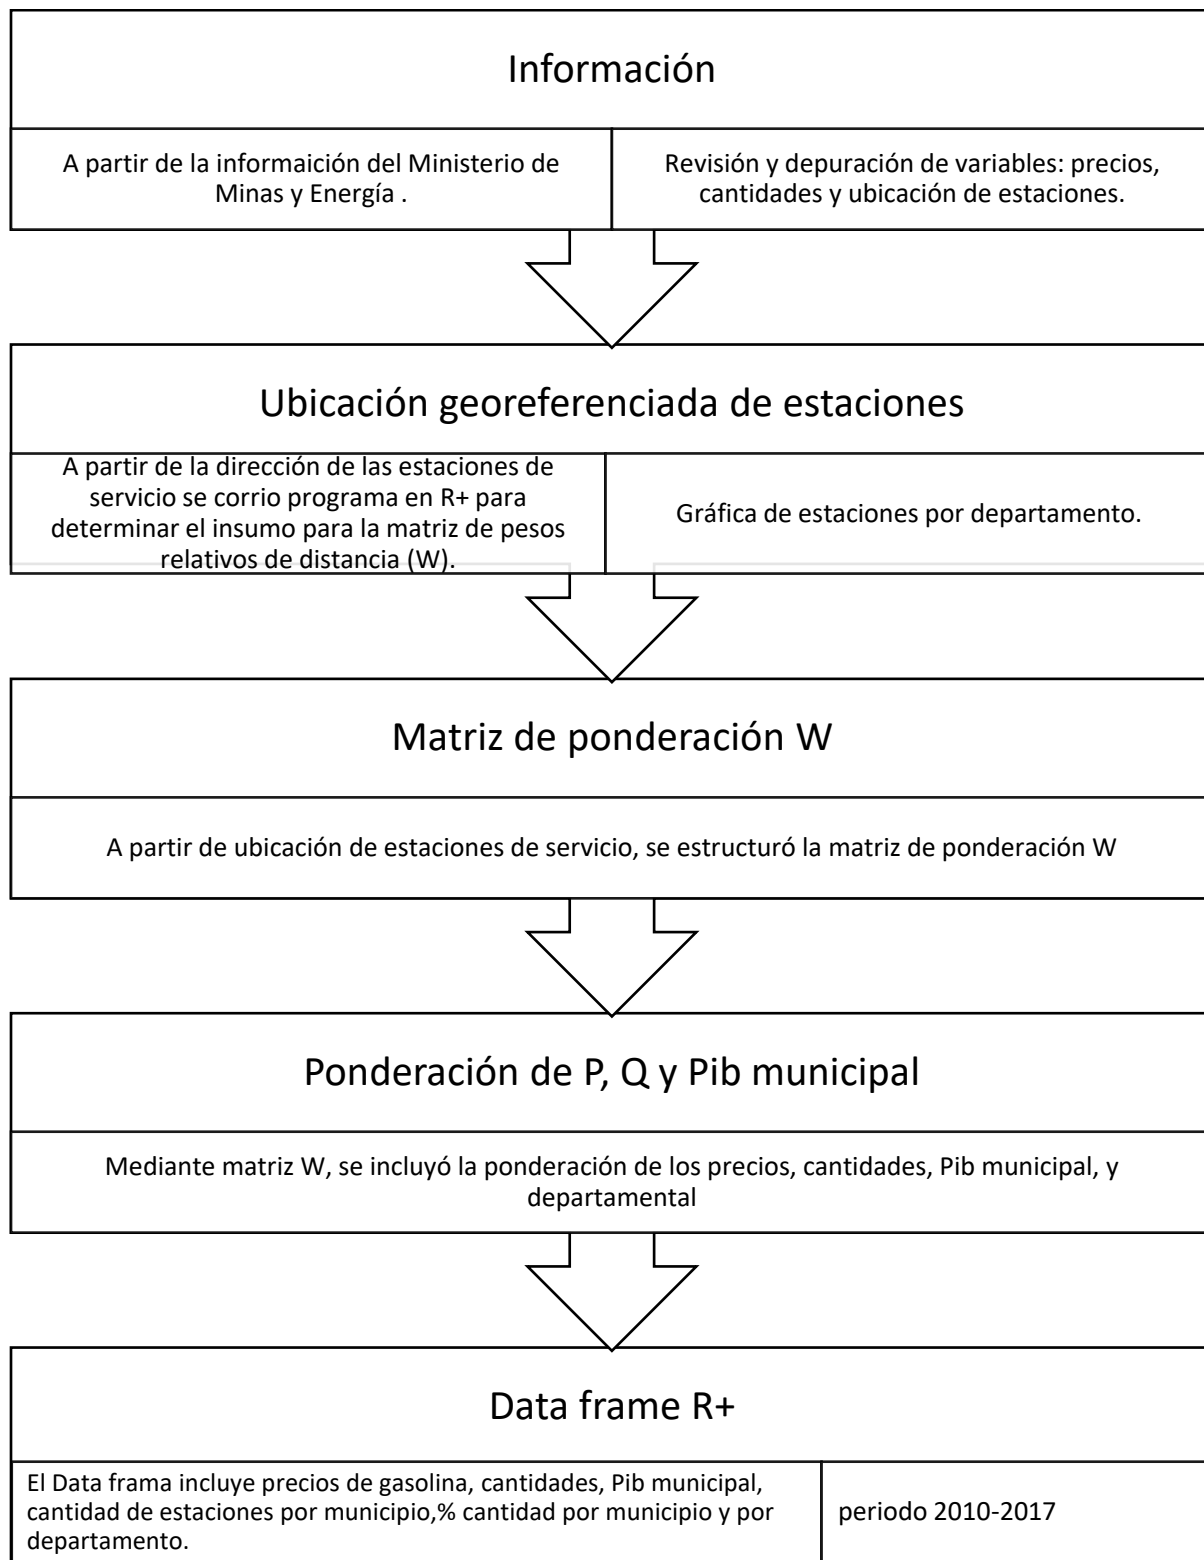 Información
A partir de la informaición del Ministerio de
Minas y Energía .
Revisión y depuración de variables: precios,
cantidades y ubicación de estaciones.
Ubicación georeferenciada de estaciones
A partir de la dirección de las estaciones de
servicio se corrio programa en R+ para
determinar el insumo para la matriz de pesos
relativos de distancia (W).
Gráfica de estaciones por departamento.
Matriz de ponderación W
A partir de ubicación de estaciones de servicio, se estructuró la matriz de ponderación W
Ponderación de P, Q y Pib municipal
Mediante matriz W, se incluyó la ponderación de los precios, cantidades, Pib municipal, y
departamental
Data frame R+
El Data frama incluye precios de gasolina, cantidades, Pib municipal,
cantidad de estaciones por municipio,% cantidad por municipio y por
departamento.
periodo 2010-2017